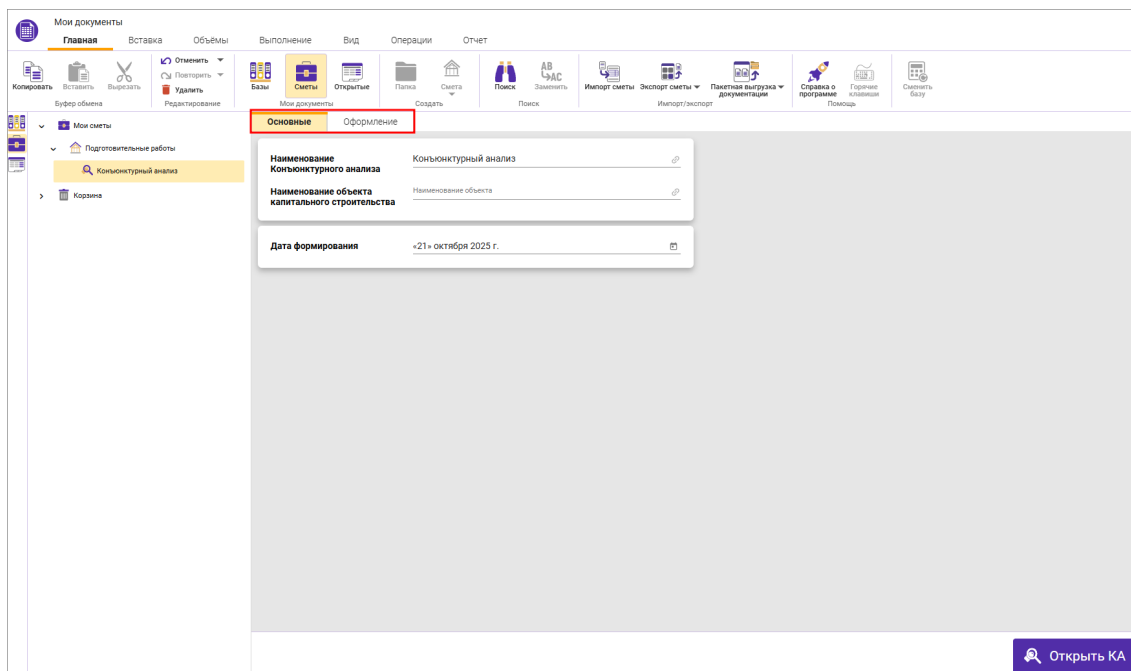 Мои документы
Главная Вставка Объёмы Выполнение Вид Операции Отчет
Копировать Вставить Вырезать
Буфер обмена
Отменить
Повторить
Удалить
Редактирование
Базы Сметы Открытые
Мои документы
Папка Смета
Создать
Поиск AB AC Заменить
Поиск
Импорт сметы Экспорт сметы Пакетная выгрузка документации
Импорт/экспорт
Справка о программе Горячие клавиши
Помощь
Сменить базу
Мои сметы
Подготовительные работы
Конъюнктурный анализ
Корзина
Основные Оформление
Наименование Конъюнктурный анализ
Конъюнктурного анализа
Наименование объекта Наименование объекта
капитального строительства
Дата формирования «21» октября 2025 г.
Открыть КА